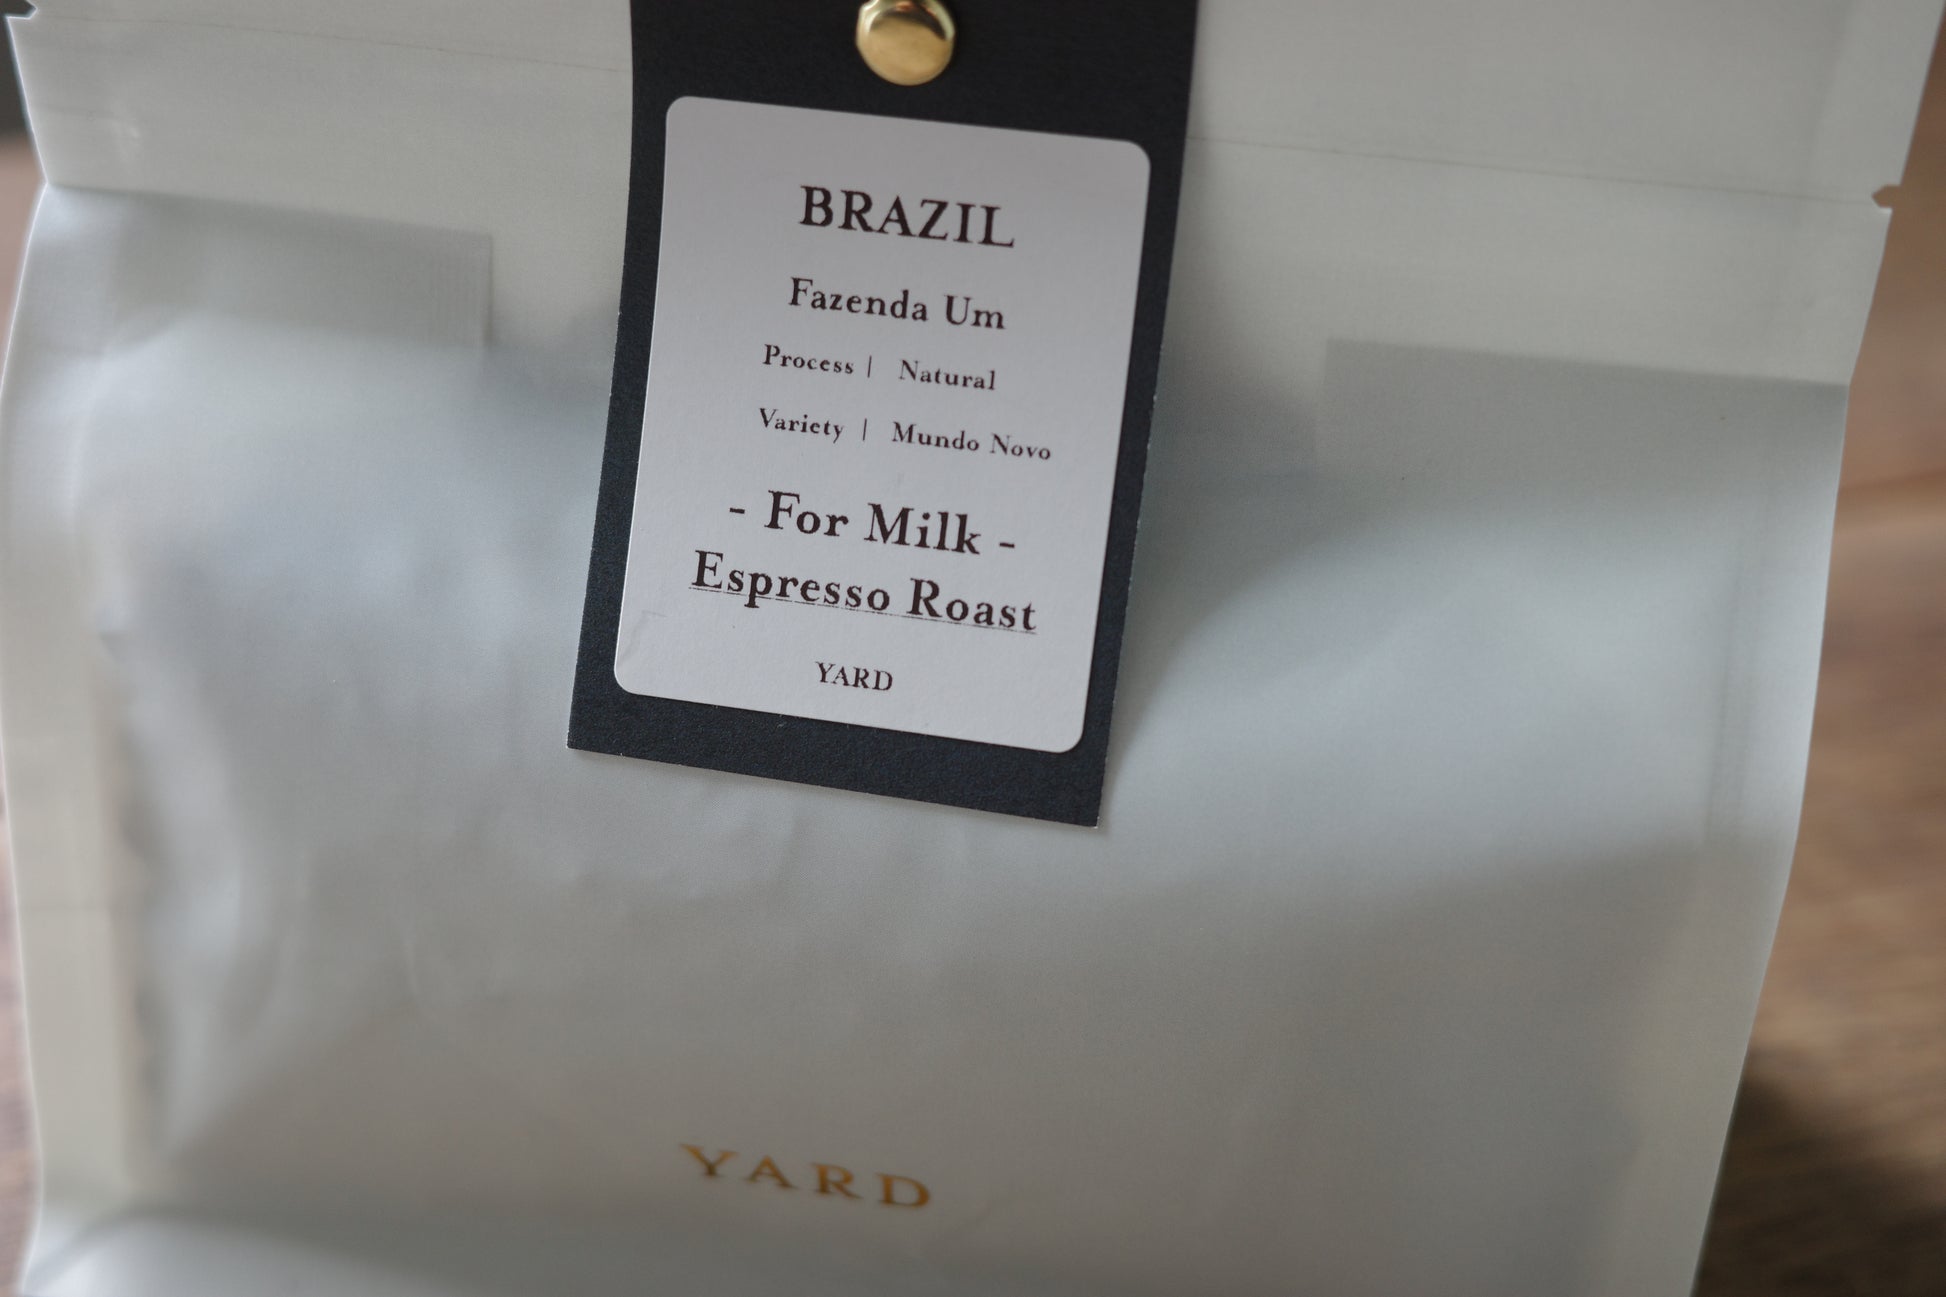 BRAZIL
Fazenda Um
Process | Natural
Variety | Mundo Novo
- For Milk -
Espresso Roast
YARD
YARD